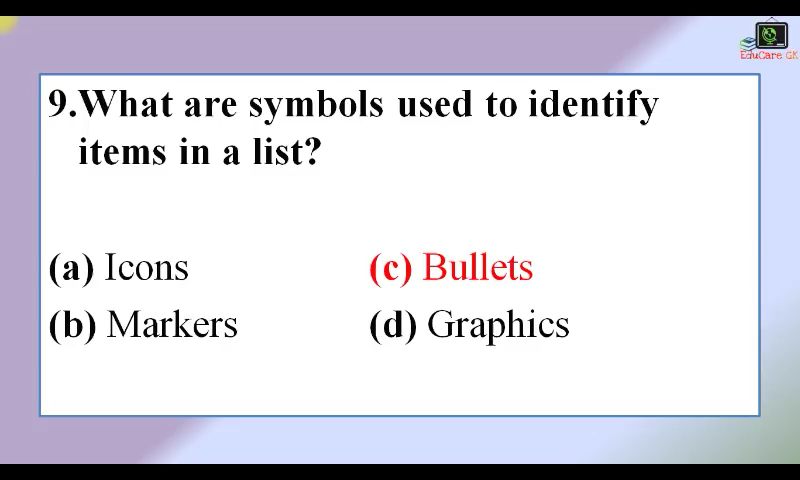 EduCare GK
9.What are symbols used to identify
items in a list?
(a) Icons (c) Bullets
(b) Markers (d) Graphics